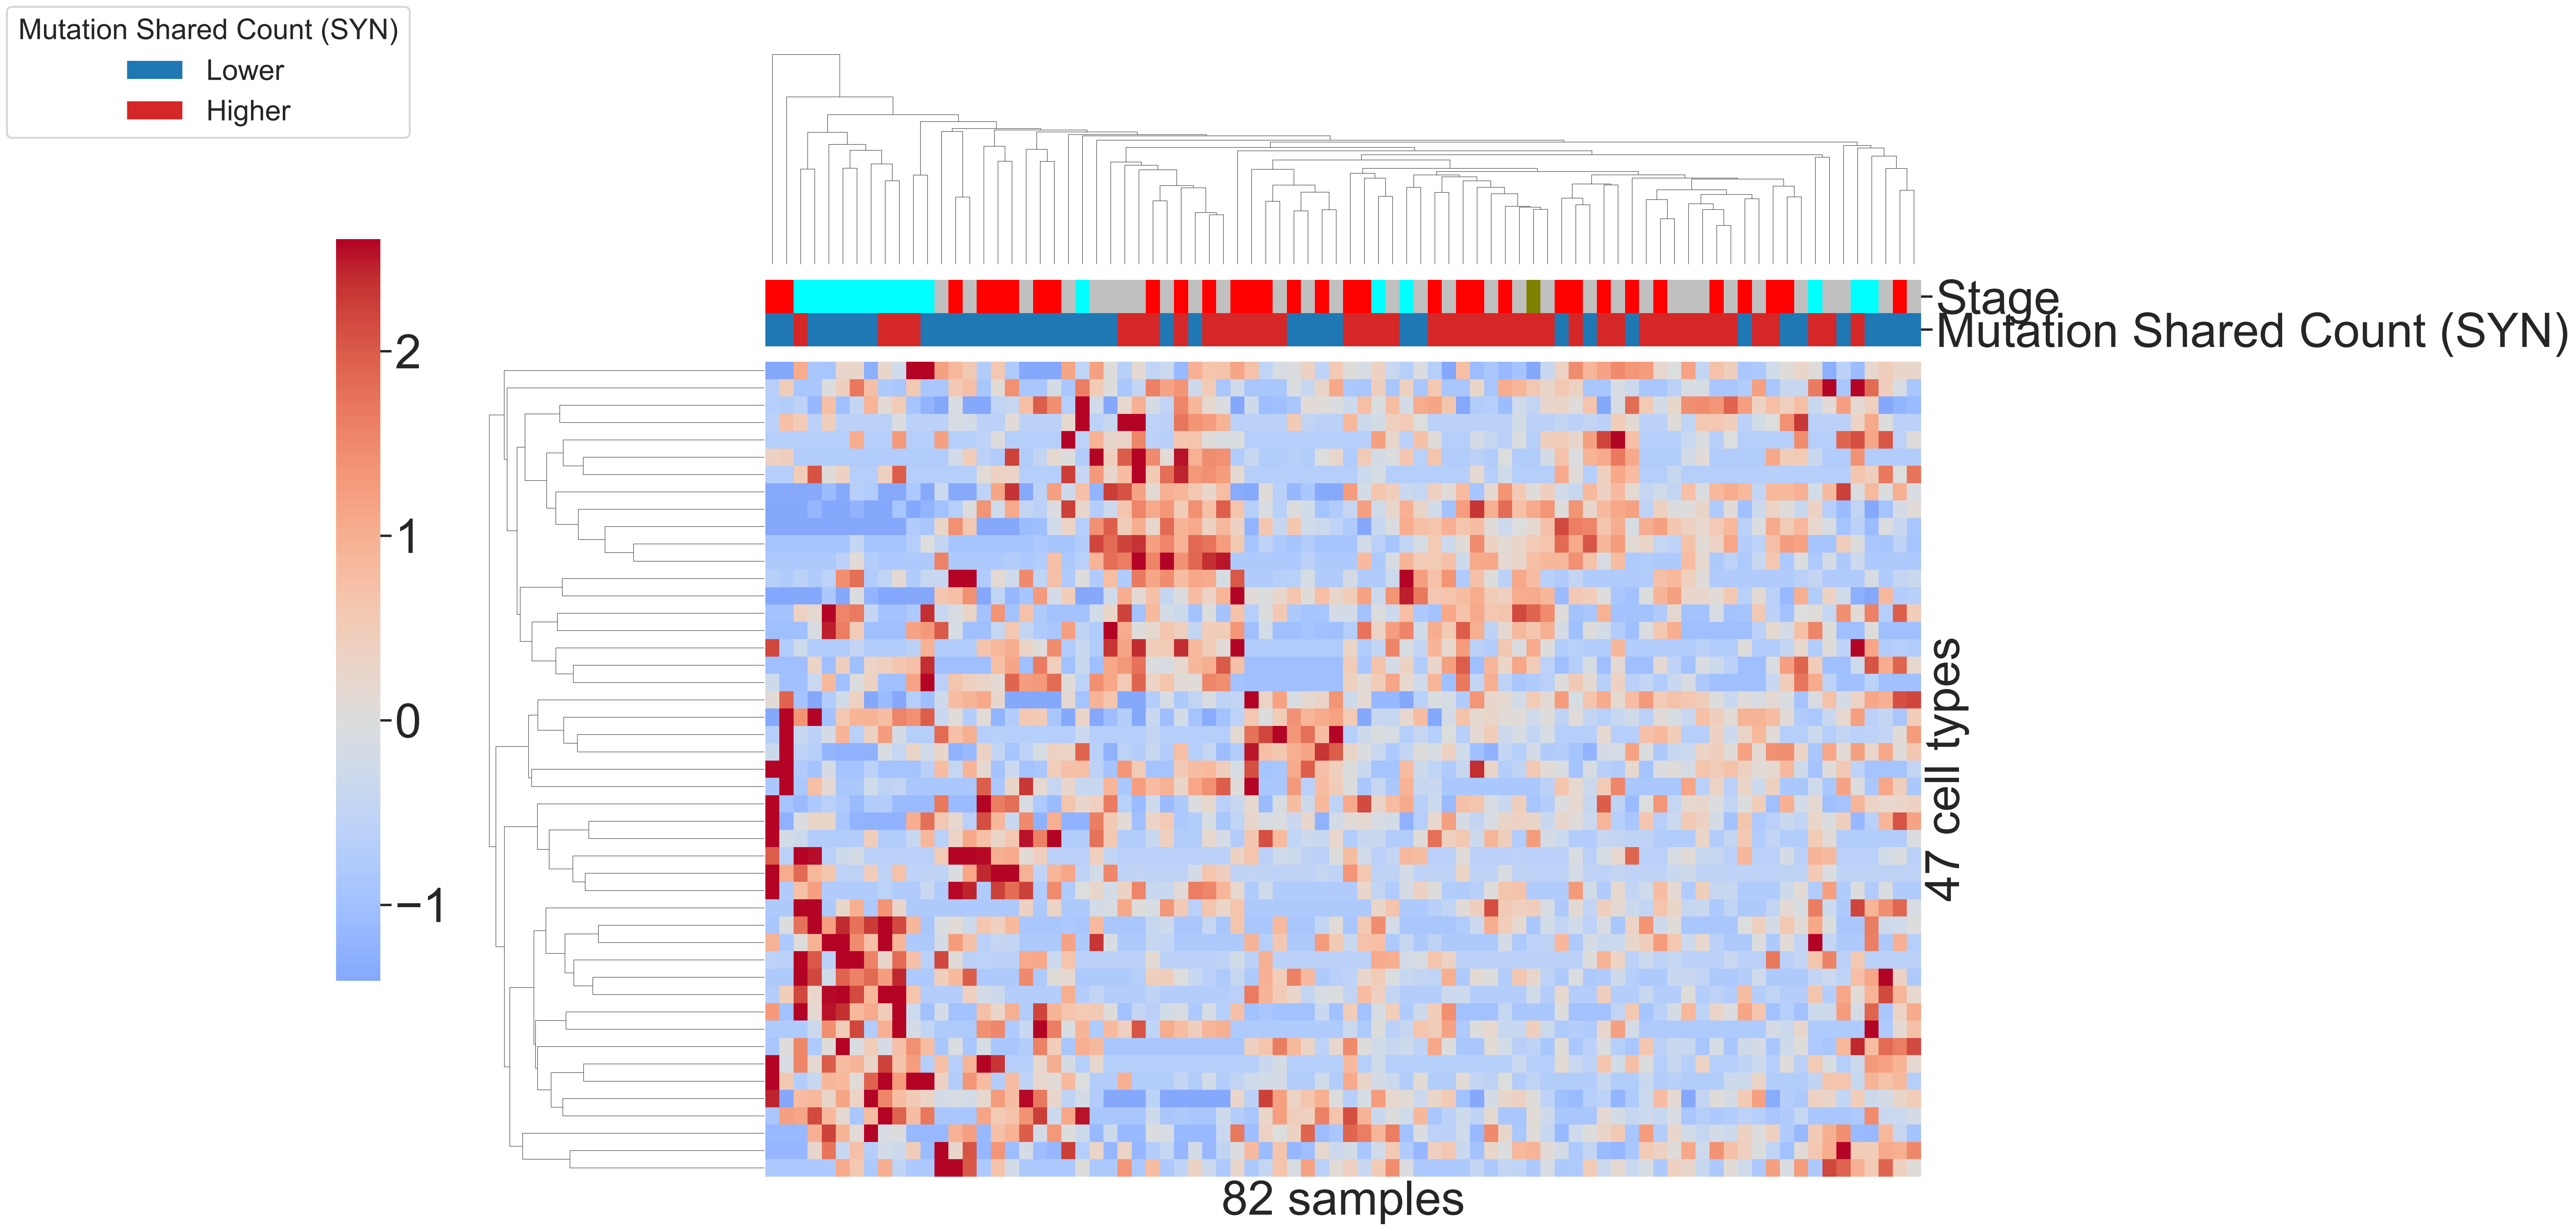 Mutation Shared Count (SYN)
Lower
Higher
2
1
0
−1
Stage
Mutation Shared Count (SYN)
47 cell types
82 samples